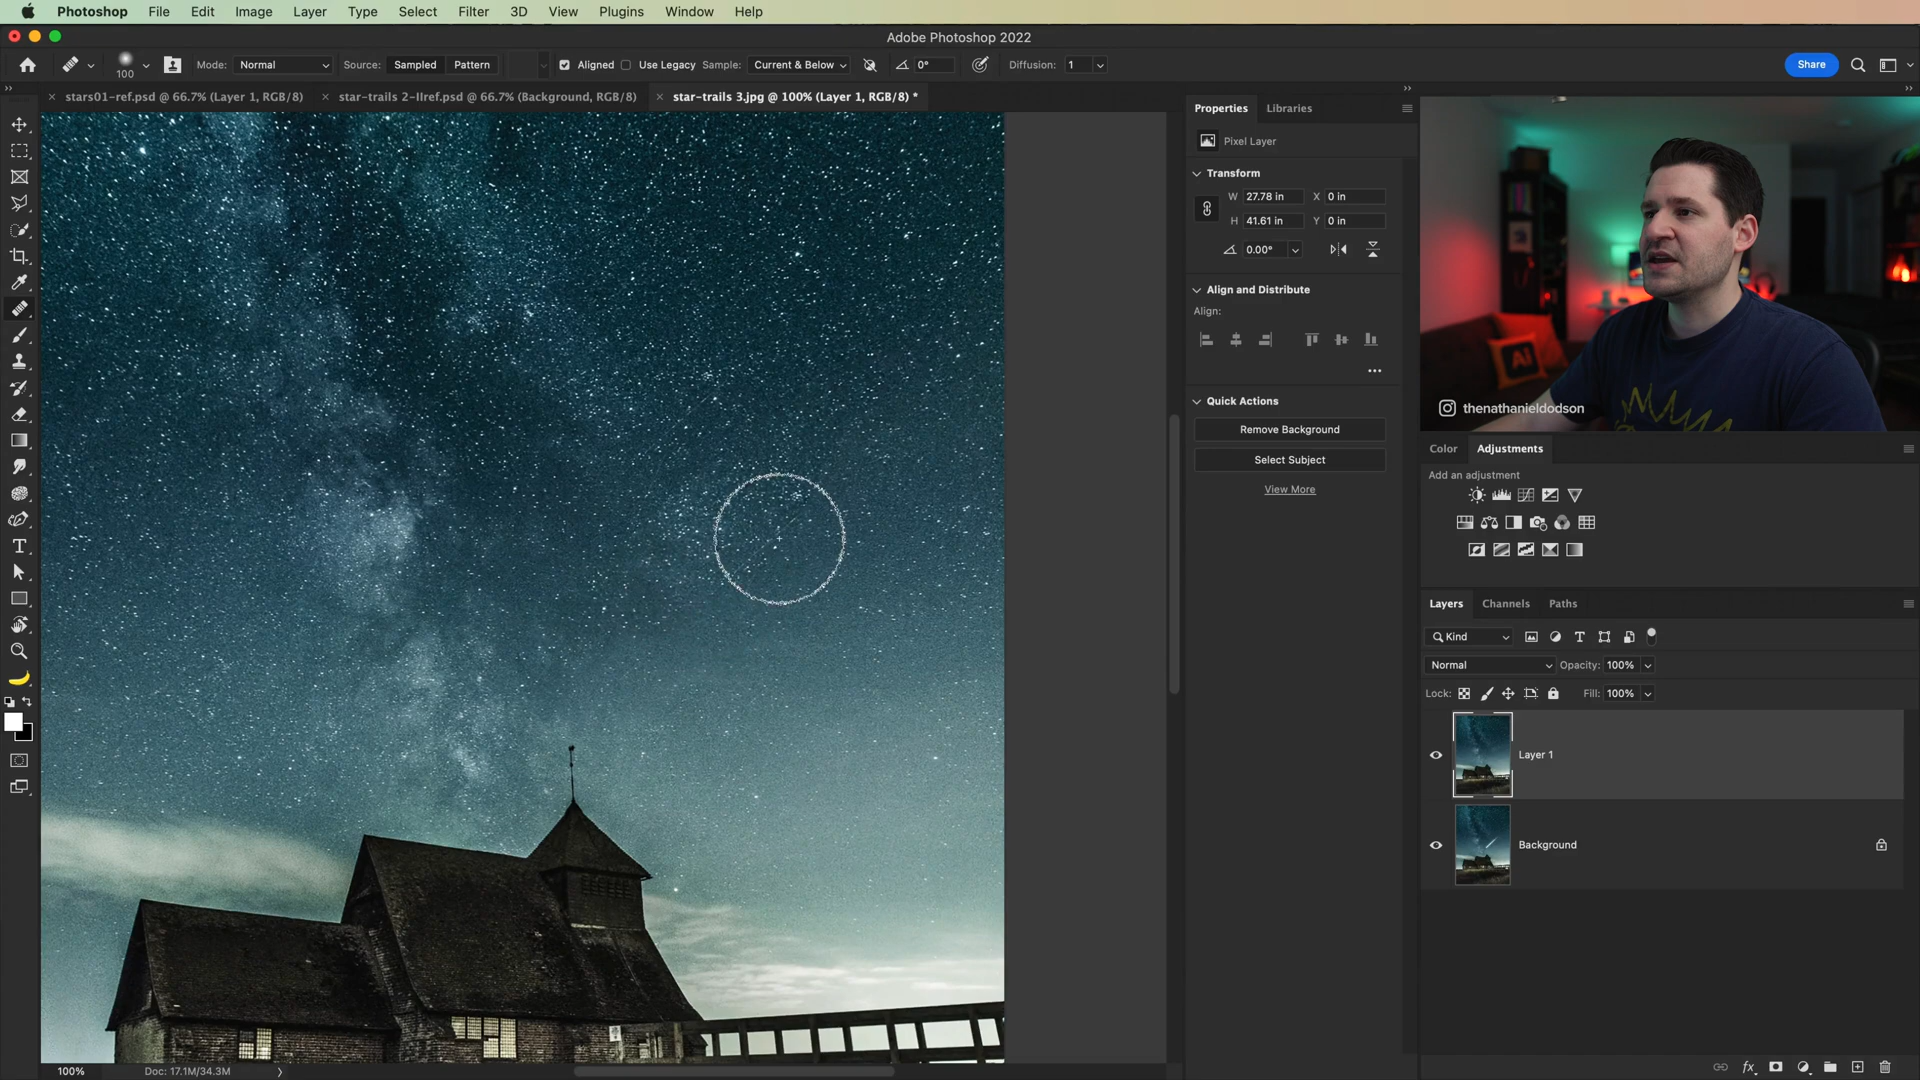 Photoshop File Edit Image Layer Type Select Filter 3D View Plugins Window Help
Adobe Photoshop 2022
100 Mode: Normal Source: Sampled Pattern Aligned Use Legacy Sample: Current & Below 0° Diffusion: 1 Share
stars01-ref.psd @ 66.7% (Layer 1, RGB/8) star-trails 2-IIref.psd @ 66.7% (Background, RGB/8) star-trails 3.jpg @ 100% (Layer 1, RGB/8) *
Properties Libraries
Pixel Layer
Transform
W 27.78 in X 0 in
H 41.61 in Y 0 in
0.00°
Align and Distribute
Align:
Quick Actions
Remove Background
Select Subject
View More
Ai
thenathanieldodson
Color Adjustments
Add an adjustment
Layers Channels Paths
Kind
Normal Opacity: 100%
Lock: Fill: 100%
Layer 1
Background
fx
100% Doc: 17.1M/34.3M